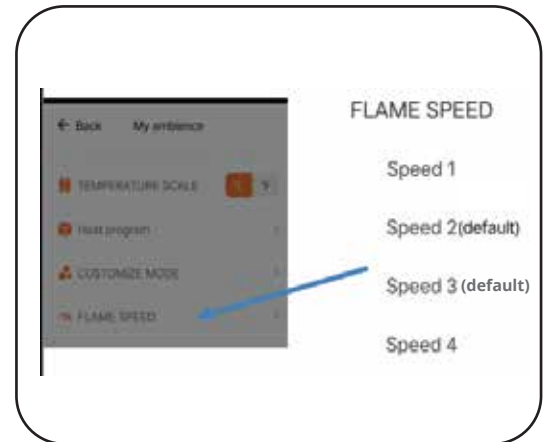 ← Back My ambience
TEMPERATURE SCALE
Heat program
CUSTOMIZE MODE
FLAME SPEED
FLAME SPEED
Speed 1
Speed 2(default)
Speed 3 (default)
Speed 4